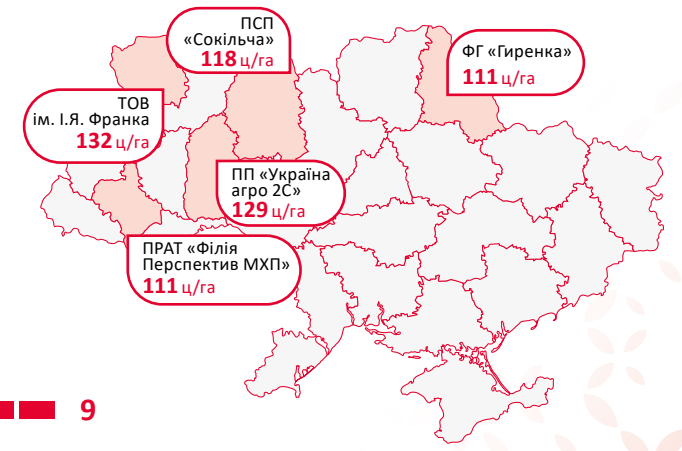 ПСП
«Сокільча»
118 ц/га
ФГ «Гиренка»
111 ц/га
ТОВ
ім. І.Я. Франка
132 ц/га
ПП «Україна
агро 2С»
129 ц/га
ПРАТ «Філія
Перспектив МХП»
111 ц/га
9